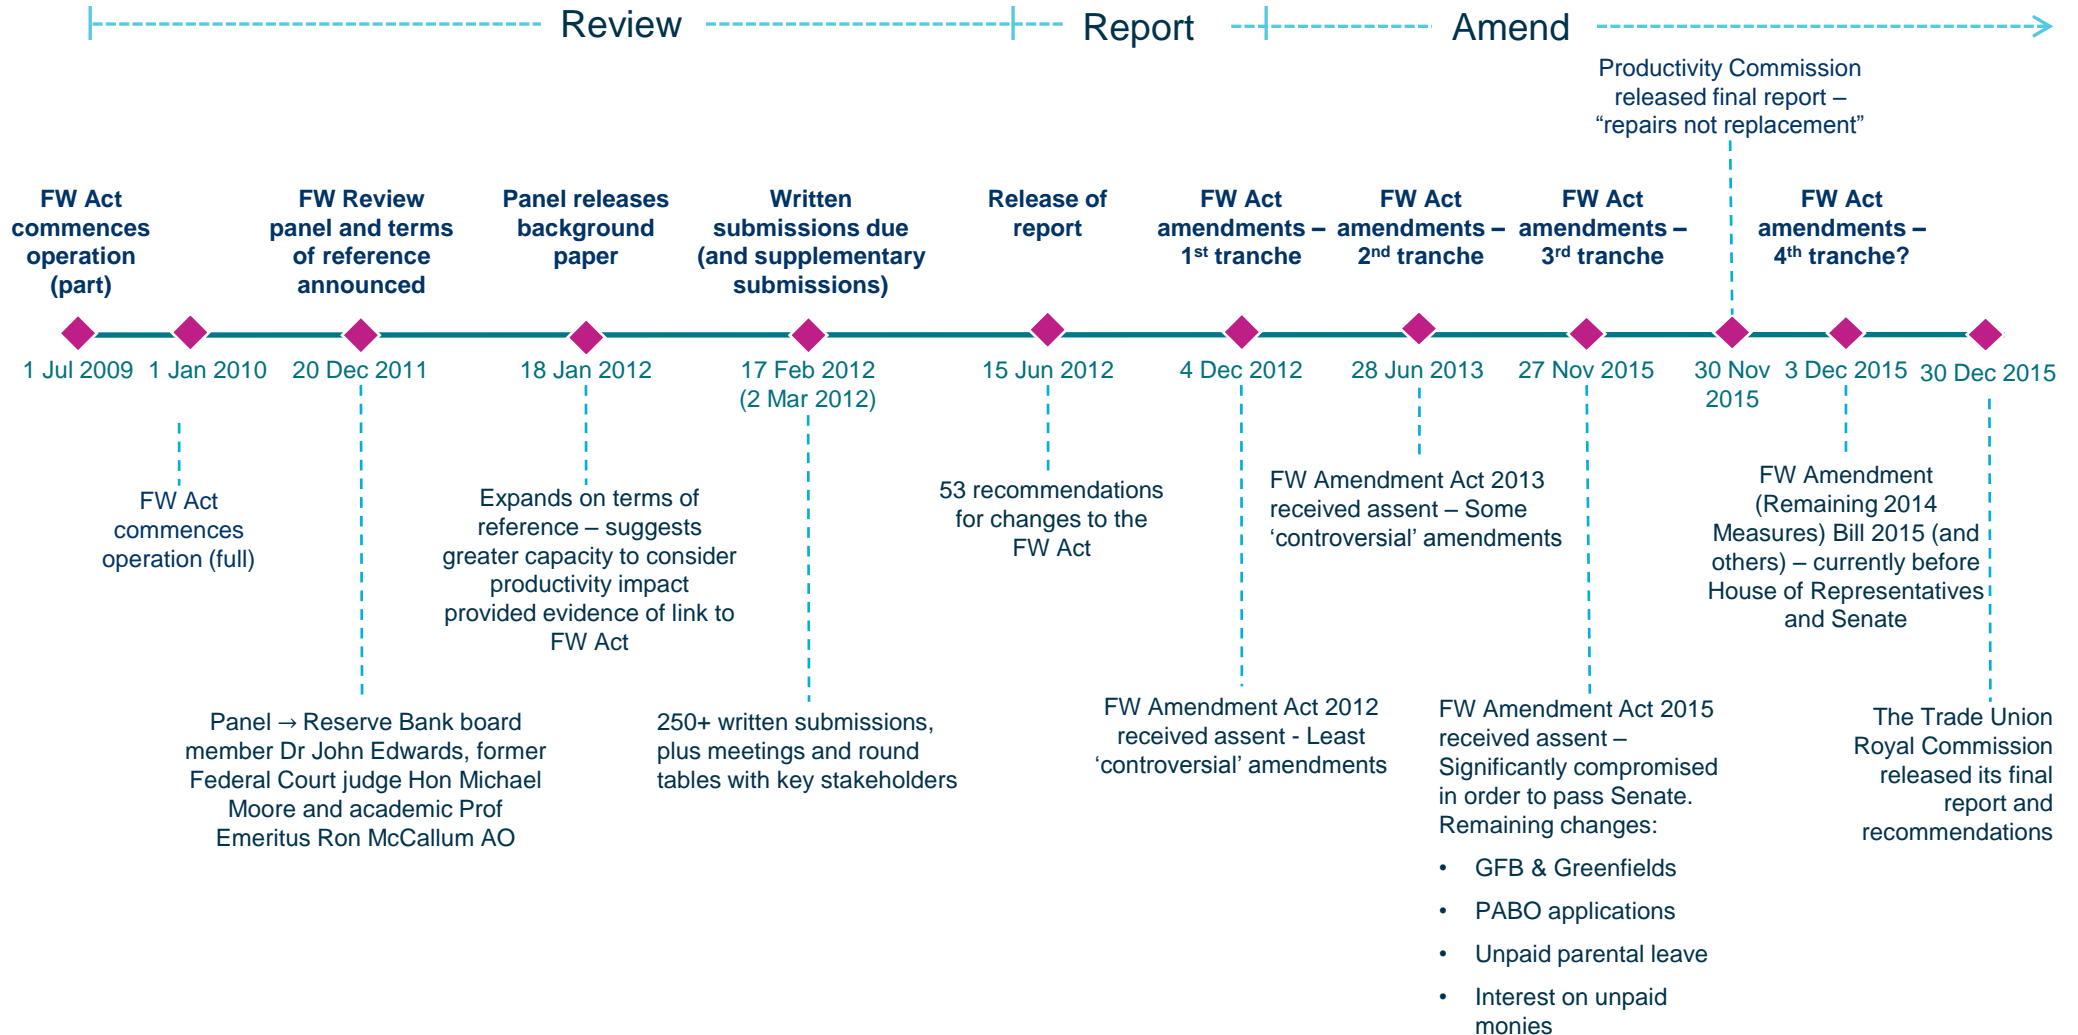 Review
Report
Amend
Productivity Commission
released final report –
“repairs not replacement”
FW Act
commences
operation
(part)
FW Review
panel and terms
of reference
announced
Panel releases
background
paper
Written
submissions due
(and supplementary
submissions)
Release of
report
FW Act
amendments –
1st tranche
FW Act
amendments –
2nd tranche
FW Act
amendments –
3rd tranche
FW Act
amendments –
4th tranche?
1 Jul 2009
1 Jan 2010
20 Dec 2011
18 Jan 2012
17 Feb 2012
(2 Mar 2012)
15 Jun 2012
4 Dec 2012
28 Jun 2013
27 Nov 2015
30 Nov
2015
3 Dec 2015
30 Dec 2015
FW Act
commences
operation (full)
Expands on terms of
reference – suggests
greater capacity to consider
productivity impact
provided evidence of link to
FW Act
53 recommendations
for changes to the
FW Act
FW Amendment Act 2013
received assent – Some
‘controversial’ amendments
FW Amendment
(Remaining 2014
Measures) Bill 2015 (and
others) – currently before
House of Representatives
and Senate
Panel → Reserve Bank board
member Dr John Edwards, former
Federal Court judge Hon Michael
Moore and academic Prof
Emeritus Ron McCallum AO
250+ written submissions,
plus meetings and round
tables with key stakeholders
FW Amendment Act 2012
received assent - Least
‘controversial’ amendments
FW Amendment Act 2015
received assent –
Significantly compromised
in order to pass Senate.
Remaining changes:
• GFB & Greenfields
• PABO applications
• Unpaid parental leave
• Interest on unpaid
monies
The Trade Union
Royal Commission
released its final
report and
recommendations